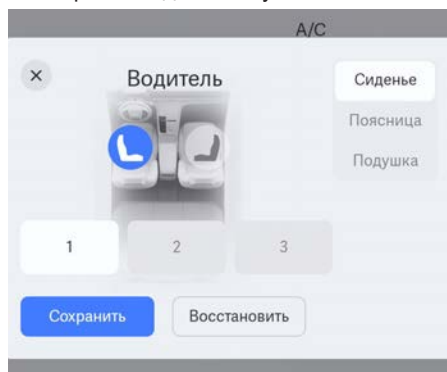 A/C
Водитель
Сиденье
Поясница
Подушка
1
2
3
Сохранить
Восстановить